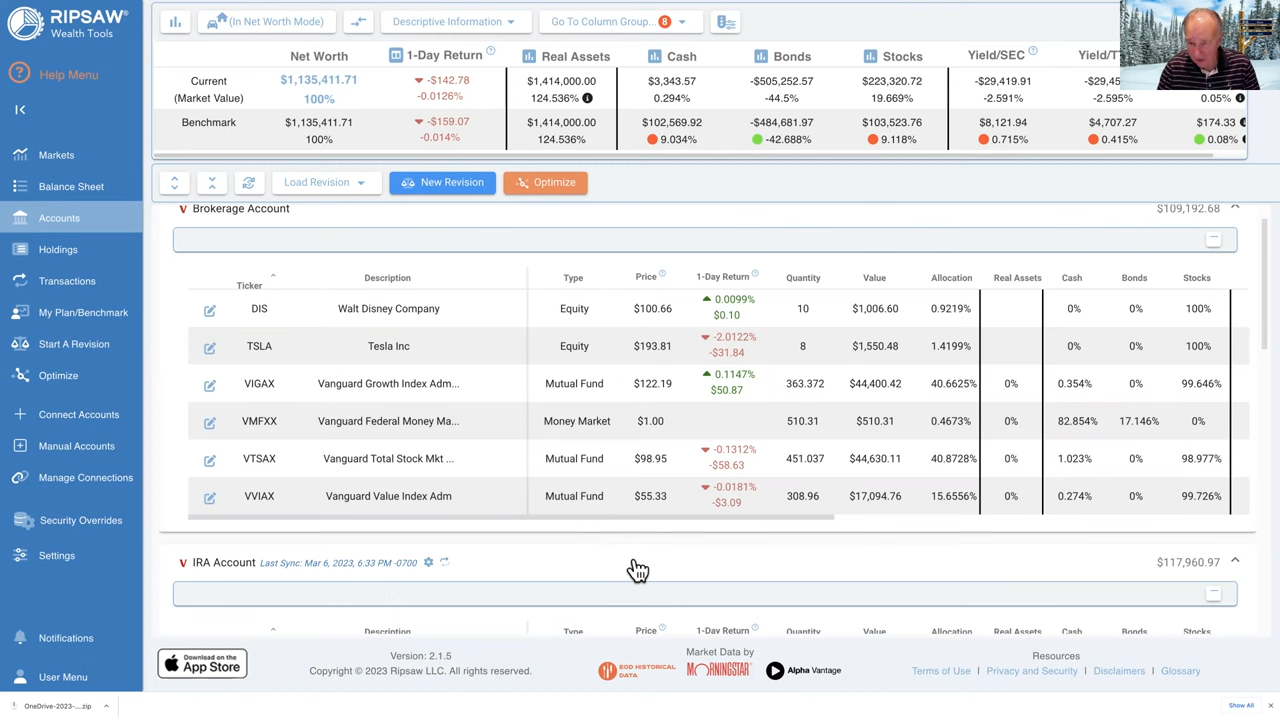 RIPSAW
Wealth Tools
Help Menu
Markets
Balance Sheet
Accounts
Holdings
Transactions
My Plan/Benchmark
Start A Revision
Optimize
Connect Accounts
Manual Accounts
Manage Connections
Security Overrides
Settings
Notifications
User Menu
(In Net Worth Mode) Descriptive Information Go To Column Group... 8
Net Worth 1-Day Return Real Assets Cash Bonds Stocks Yield/SEC
Current $1,135,411.71 -$142.78 $1,414,000.00 $3,343.57 -$505,252.57 $223,320.72 -$29,419.91
(Market Value) 100% -0.0126% 124.536% 0.294% -44.5% 19.669% -2.591% -2.595% 0.05%
Benchmark $1,135,411.71 -$159.07 $1,414,000.00 $102,569.92 -$484,681.97 $103,523.76 $8,121.94 $4,707.27 $174.33
100% -0.014% 124.536% 9.034% -42.688% 9.118% 0.715% 0.415% 0.08%
Load Revision New Revision Optimize
Brokerage Account $109,192.68
Ticker Description Type Price 1-Day Return Quantity Value Allocation Real Assets Cash Bonds Stocks
DIS Walt Disney Company Equity $100.66 0.0099% $0.10 10 $1,006.60 0.9219% 0% 0% 100%
TSLA Tesla Inc Equity $193.81 -2.0122% -$31.84 8 $1,550.48 1.4199% 0% 0% 100%
VIGAX Vanguard Growth Index Adm... Mutual Fund $122.19 0.1147% $50.87 363.372 $44,400.42 40.6625% 0% 0.354% 0% 99.646%
VMFXX Vanguard Federal Money Ma... Money Market $1.00 510.31 $510.31 0.4673% 0% 82.854% 17.146% 0%
VTSAX Vanguard Total Stock Mkt ... Mutual Fund $98.95 -0.1312% -$58.63 451.037 $44,630.11 40.8728% 0% 1.023% 0% 98.977%
VVIAX Vanguard Value Index Adm Mutual Fund $55.33 -0.0181% -$3.09 308.96 $17,094.76 15.6556% 0% 0.274% 0% 99.726%
IRA Account Last Sync: Mar 6, 2023, 6:33 PM -0700 $117,960.97
Description Type Price 1-Day Return Quantity Value Allocation Real Assets Cash Bonds Stocks
Download on the
App Store
Version: 2.1.5
Copyright © 2023 Ripsaw LLC. All rights reserved.
Market Data by
EOD HISTORICAL DATA MORNINGSTAR Alpha Vantage
Resources
Terms of Use | Privacy and Security | Disclaimers | Glossary
OneDrive-2023-....zip
Show All